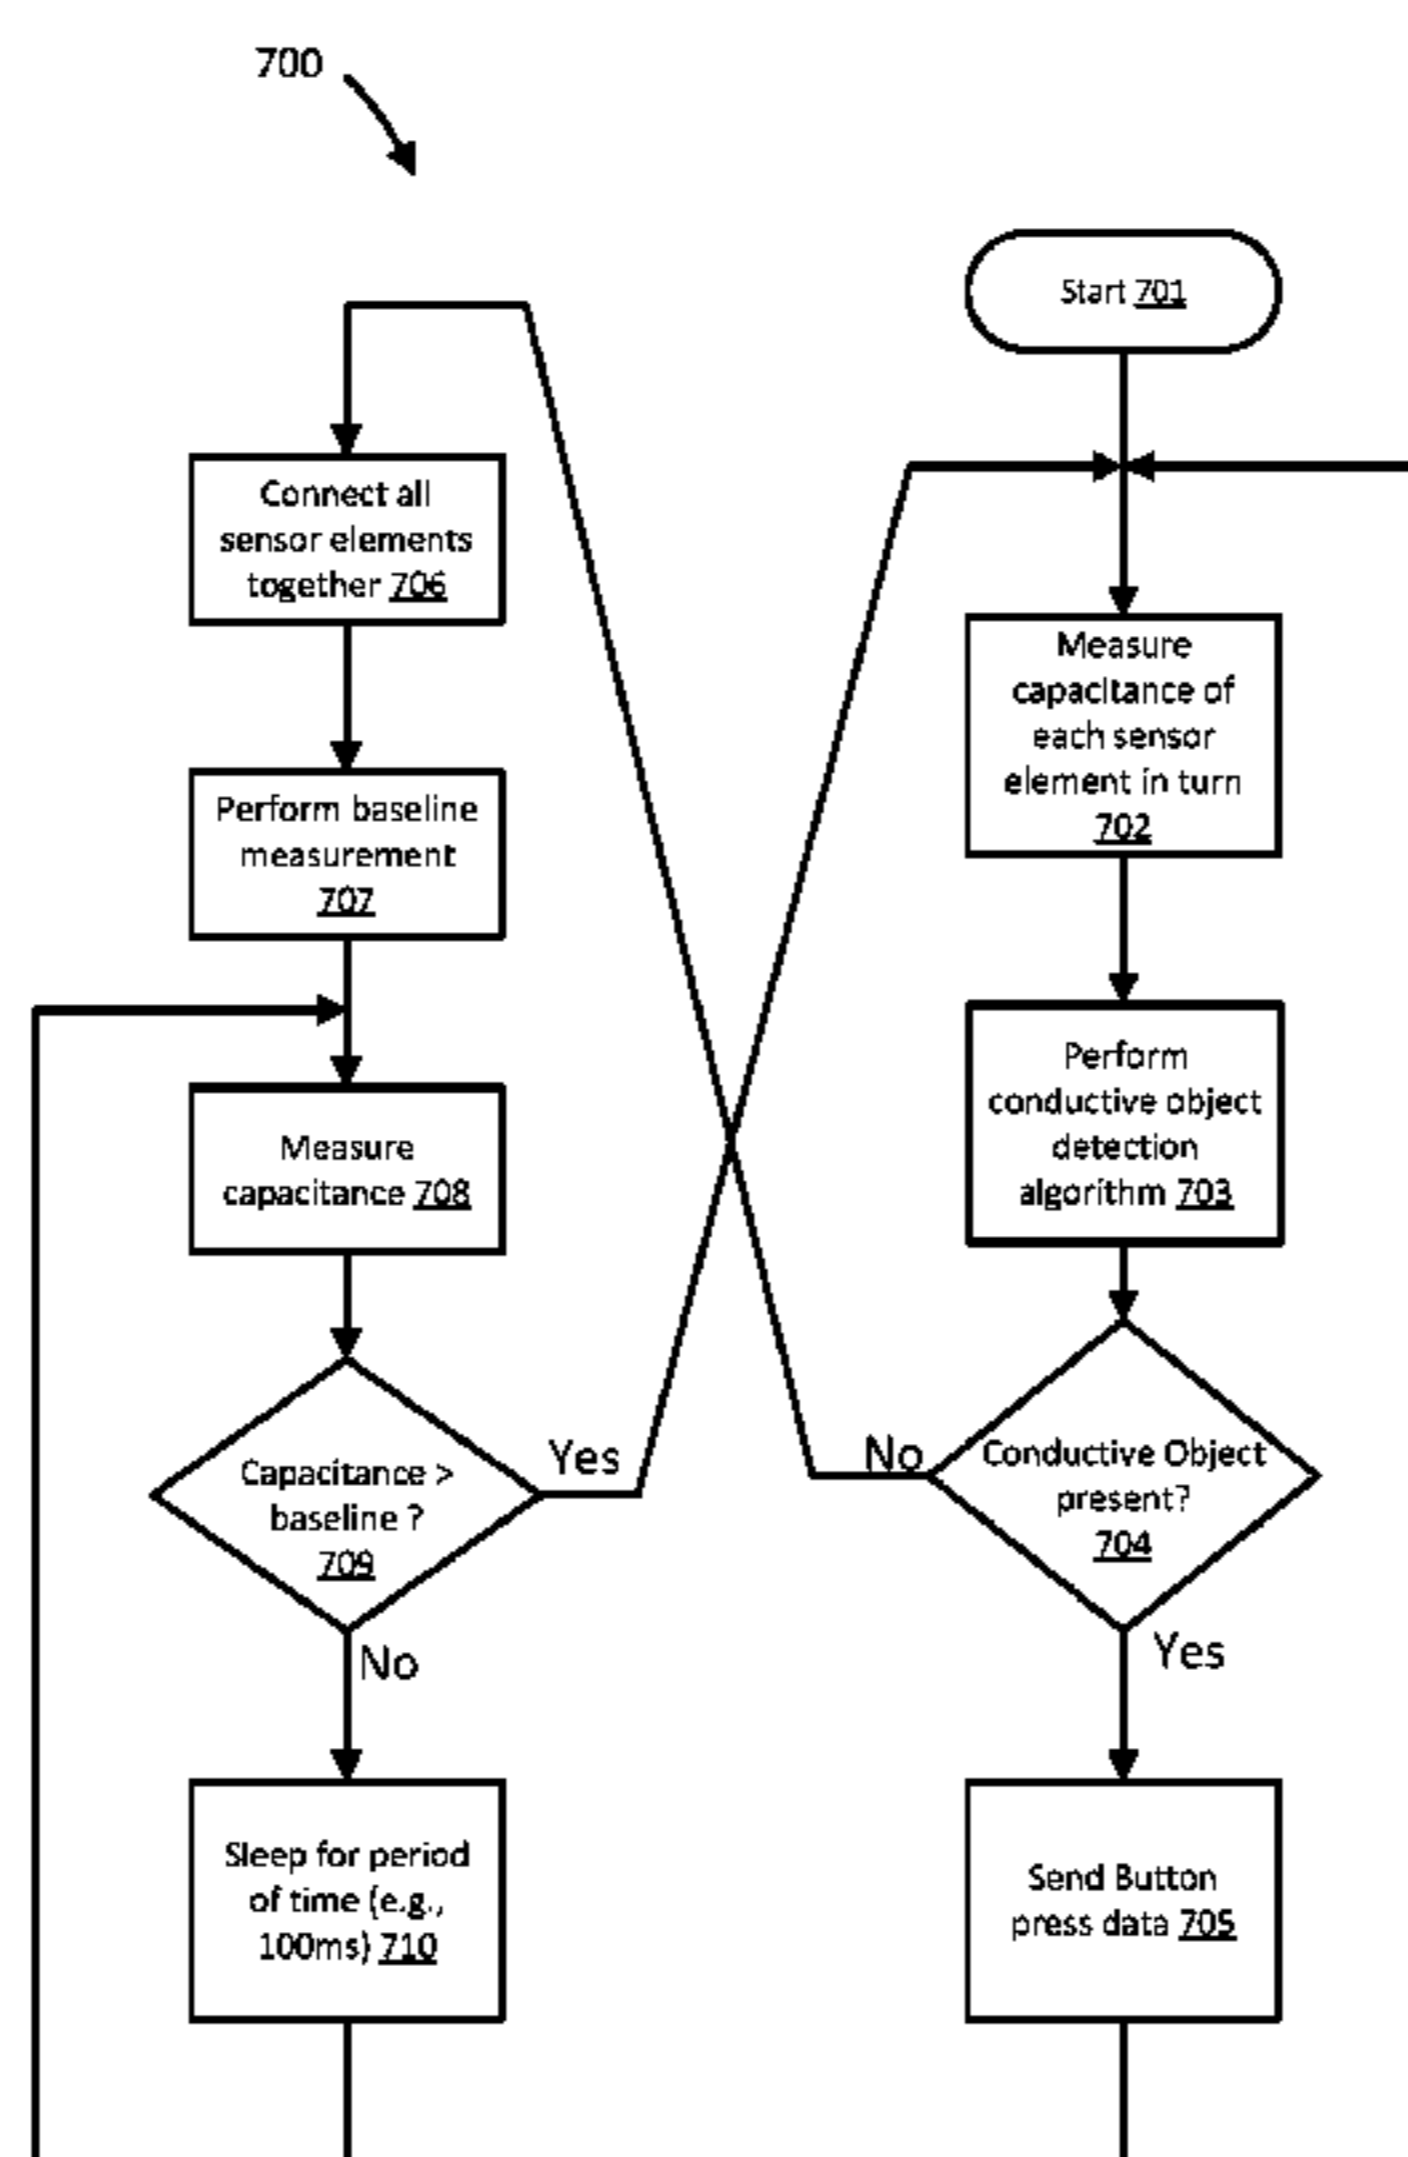 700
Start 701
Connect all
sensor elements
together 706
Measure
capacitance of
each sensor
element in turn
702
Perform baseline
measurement
707
Perform
conductive object
detection
algorithm 703
Measure
capacitance 708
Capacitance >
baseline ?
709
Yes
No
No
Conductive Object
present?
704
Yes
Sleep for period
of time (e.g.,
100ms) 710
Send Button
press data 705